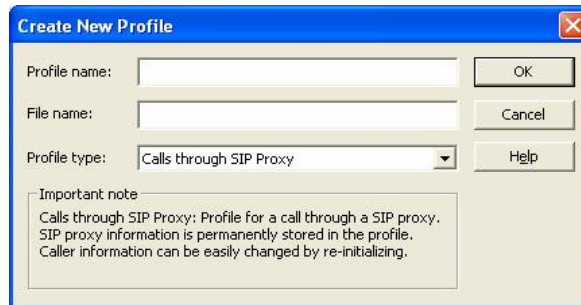 Create New Profile
Profile name:
OK
File name:
Cancel
Profile type:
Calls through SIP Proxy
Help
Important note
Calls through SIP Proxy: Profile for a call through a SIP proxy.
SIP proxy information is permanently stored in the profile.
Caller information can be easily changed by re-initializing.